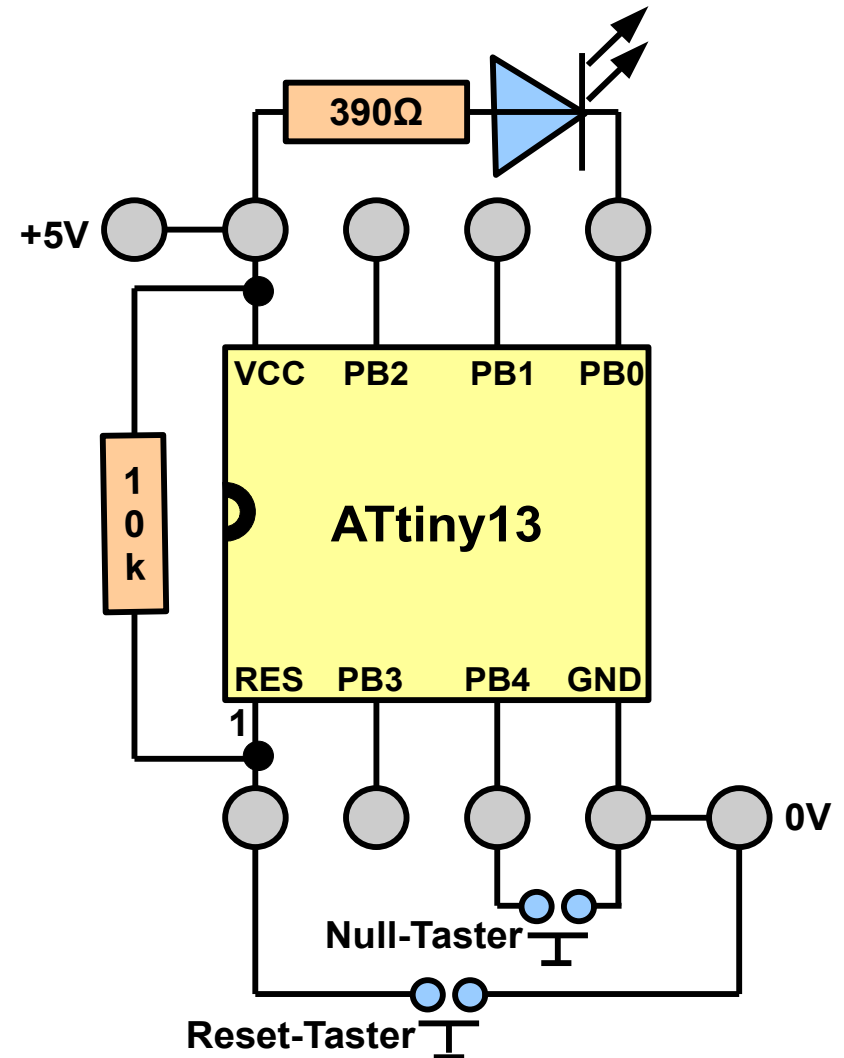 390Ω
+5V
VCC PB2 PB1 PB0
1
0
k
ATtiny13
RES PB3 PB4 GND
1
0V
Null-Taster
Reset-Taster